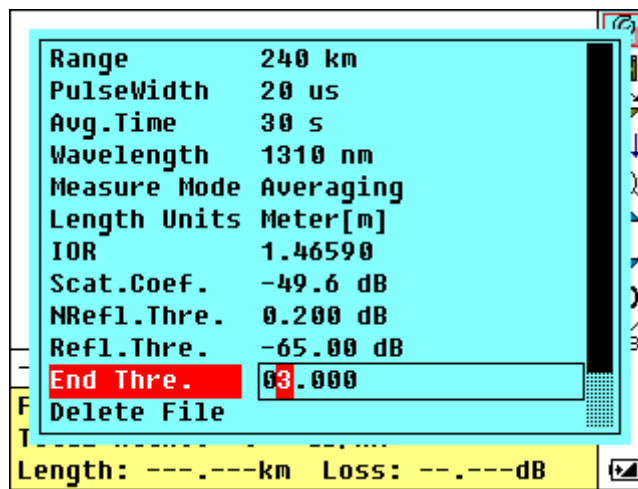 Range 240 km
PulseWidth 20 us
Avg.Time 30 s
Wavelength 1310 nm
Measure Mode Averaging
Length Units Meter[m]
IOR 1.46590
Scat.Coef. -49.6 dB
NRefl.Thre. 0.200 dB
Refl.Thre. -65.00 dB
End Thre. 03.000
Delete File
Length: ---.---km Loss: --.---dB